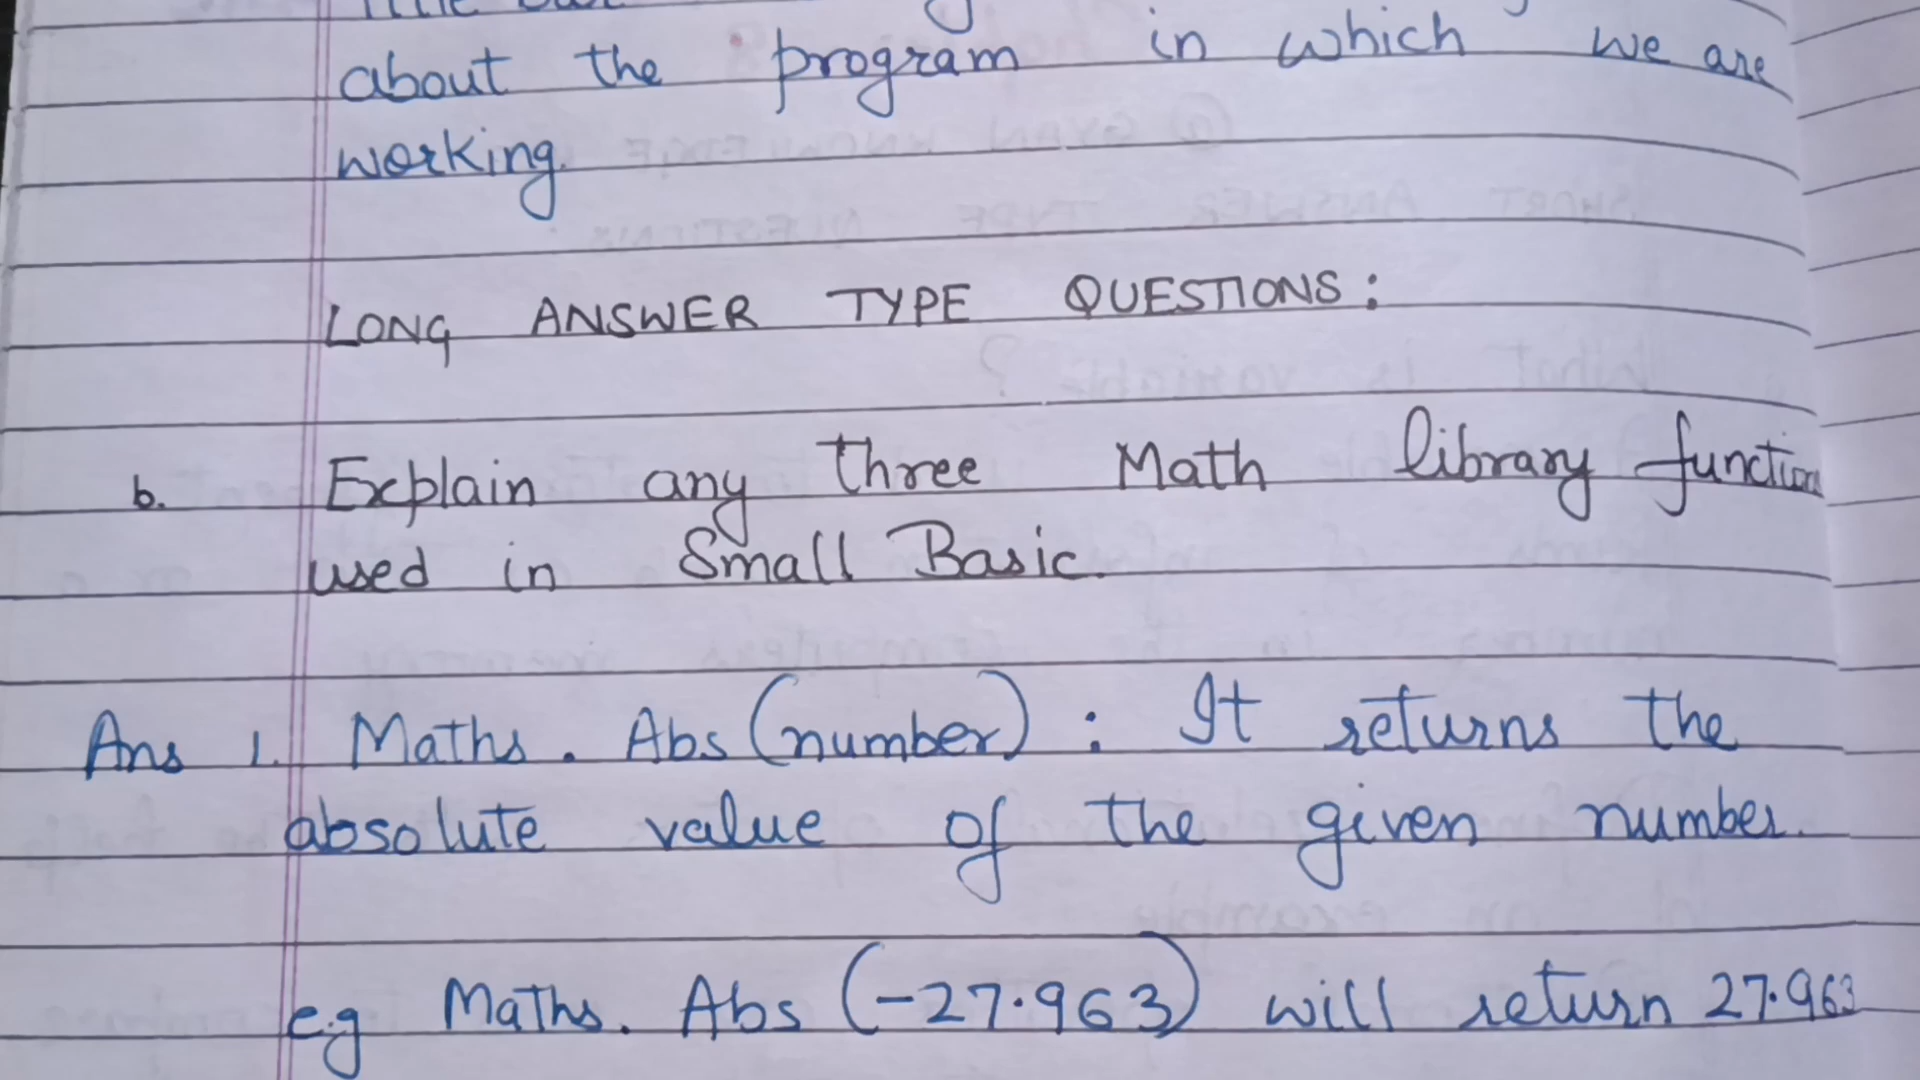 about the program in which we are
working.
LONG ANSWER TYPE QUESTIONS:
b. Explain any three Math library function
used in Small Basic.
Ans 1. Maths. Abs (number) : It returns the
absolute value of the given number.
e.g Maths. Abs (-27.963) will return 27.963